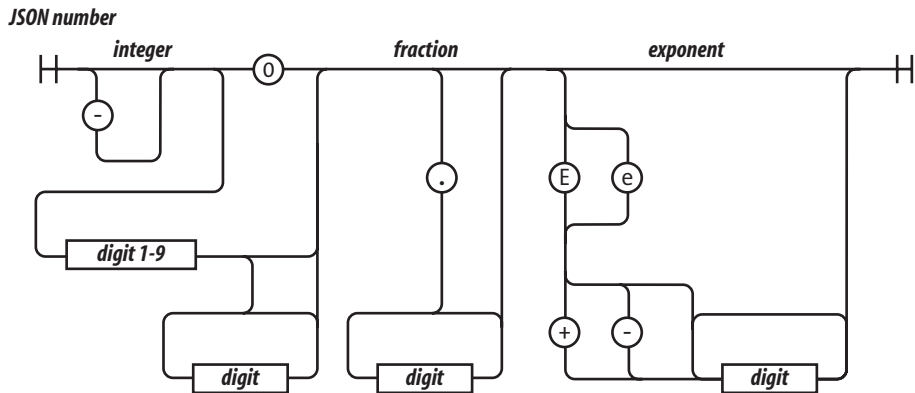 JSON number
integer 0 fraction exponent
-
. E e
digit 1-9
+ -
digit digit digit